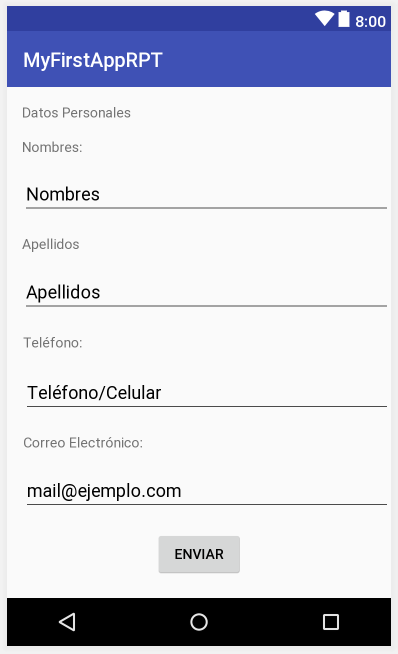 8:00
MyFirstAppRPT
Datos Personales
Nombres:
Nombres
Apellidos
Apellidos
Teléfono:
Teléfono/Celular
Correo Electrónico:
mail@ejemplo.com
ENVIAR